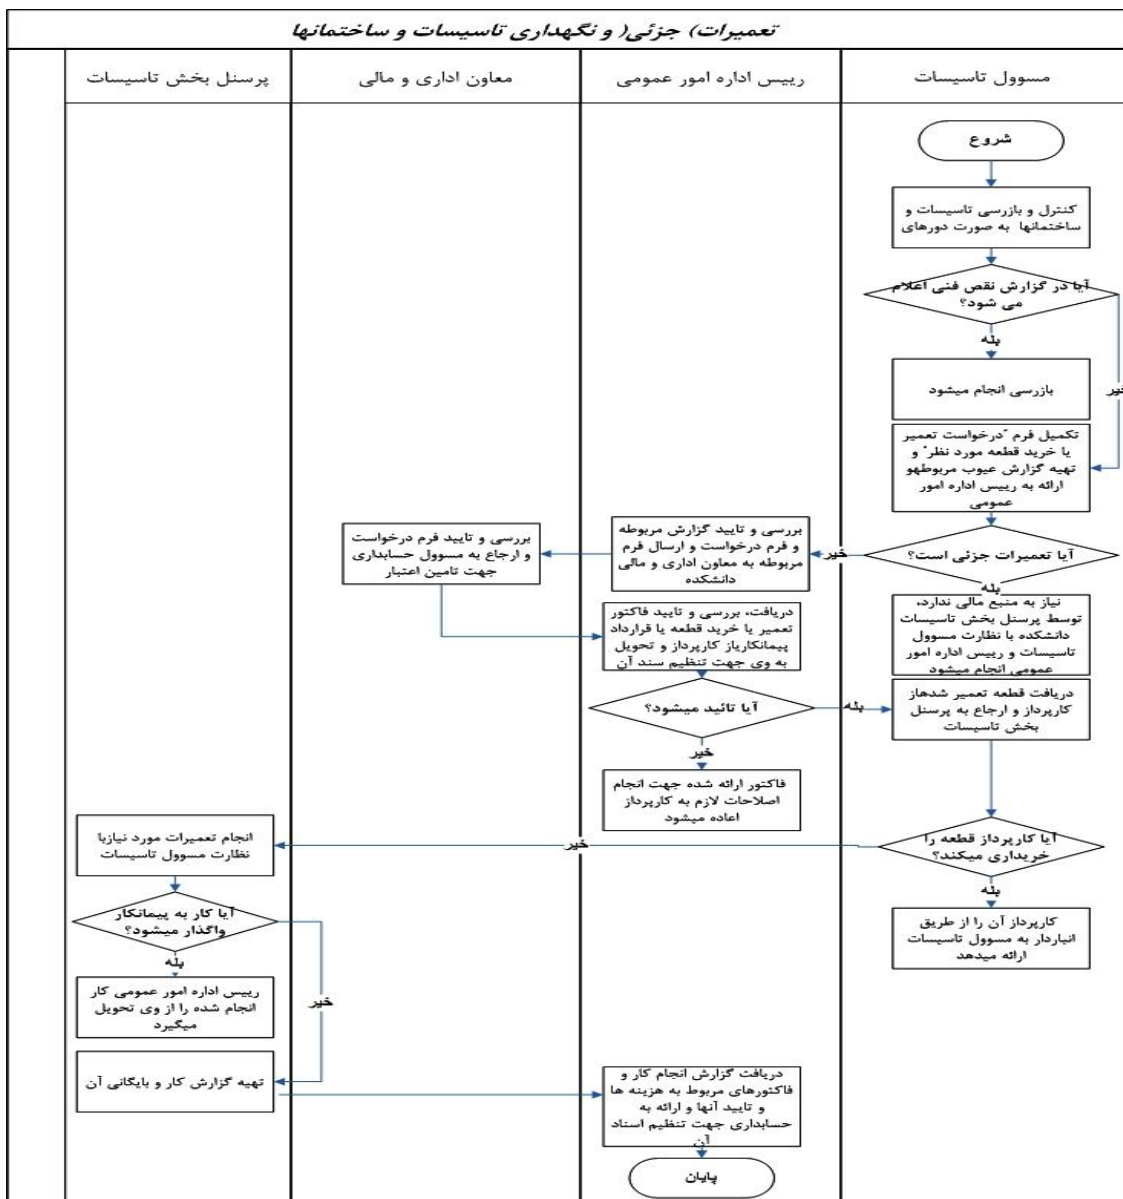 تعمیرات) جزئی( و نگهداری تاسیسات و ساختمانها
مسوول تاسیسات
رییس اداره امور عمومی
معاون اداری و مالی
پرسنل بخش تاسیسات
شروع
کنترل و بازرسی تاسیسات و
ساختمانها به صورت دورهای
آیا در گزارش نقص فنی اعلام
می شود؟
بله
خیر
بازرسی انجام میشود
تکمیل فرم "درخواست تعمیر
یا خرید قطعه مورد نظر" و
تهیه گزارش عیوب مربوطهو
ارائه به رییس اداره امور
عمومی
آیا تعمیرات جزئی است؟
خیر
بررسی و تایید گزارش مربوطه
و فرم درخواست و ارسال فرم
مربوطه به معاون اداری و مالی
دانشکده
بررسی و تایید فرم درخواست
و ارجاع به مسوول حسابداری
جهت تامین اعتبار
بله
نیاز به منبع مالی ندارد،
توسط پرسنل بخش تاسیسات
دانشکده با نظارت مسوول
تاسیسات و رییس اداره امور
عمومی انجام میشود
دریافت، بررسی و تایید فاکتور
تعمیر یا خرید قطعه یا قرارداد
پیمانکاریاز کارپرداز و تحویل
به وی جهت تنظیم سند آن
دریافت قطعه تعمیر شدهاز
کارپرداز و ارجاع به پرسنل
بخش تاسیسات
بله
آیا تائید میشود؟
خیر
فاکتور ارائه شده جهت انجام
اصلاحات لازم به کارپرداز
اعاده میشود
آیا کارپرداز قطعه را
خریداری میکند؟
خیر
انجام تعمیرات مورد نیازبا
نظارت مسوول تاسیسات
بله
کارپرداز آن را از طریق
انباردار به مسوول تاسیسات
ارائه میدهد
آیا کار به پیمانکار
واگذار میشود؟
بله
خیر
رییس اداره امور عمومی کار
انجام شده را از وی تحویل
میگیرد
تهیه گزارش کار و بایگانی آن
دریافت گزارش انجام کار و
فاکتورهای مربوط به هزینه ها
و تایید آنها و ارائه به
حسابداری جهت تنظیم اسناد
آن
پایان